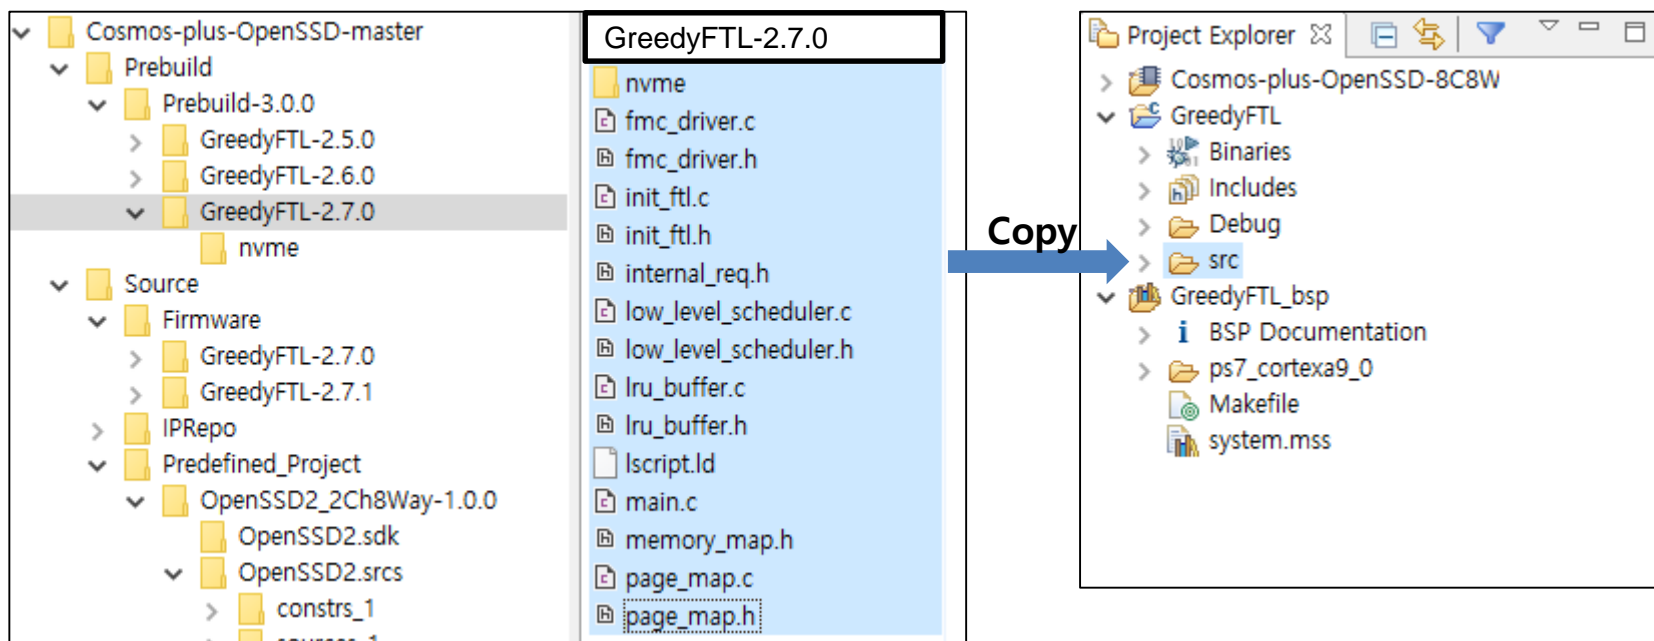 Cosmos-plus-OpenSSD-master
Prebuild
Prebuild-3.0.0
GreedyFTL-2.5.0
GreedyFTL-2.6.0
GreedyFTL-2.7.0
nvme
Source
Firmware
GreedyFTL-2.7.0
GreedyFTL-2.7.1
IPRepo
Predefined_Project
OpenSSD2_2Ch8Way-1.0.0
OpenSSD2.sdk
OpenSSD2.srcs
constrs_1
GreedyFTL-2.7.0
nvme
fmc_driver.c
fmc_driver.h
init_ftl.c
init_ftl.h
internal_req.h
low_level_scheduler.c
low_level_scheduler.h
lru_buffer.c
lru_buffer.h
lscript.ld
main.c
memory_map.h
page_map.c
page_map.h
Copy
Project Explorer
Cosmos-plus-OpenSSD-8C8W
GreedyFTL
Binaries
Includes
Debug
src
GreedyFTL_bsp
BSP Documentation
ps7_cortexa9_0
Makefile
system.mss